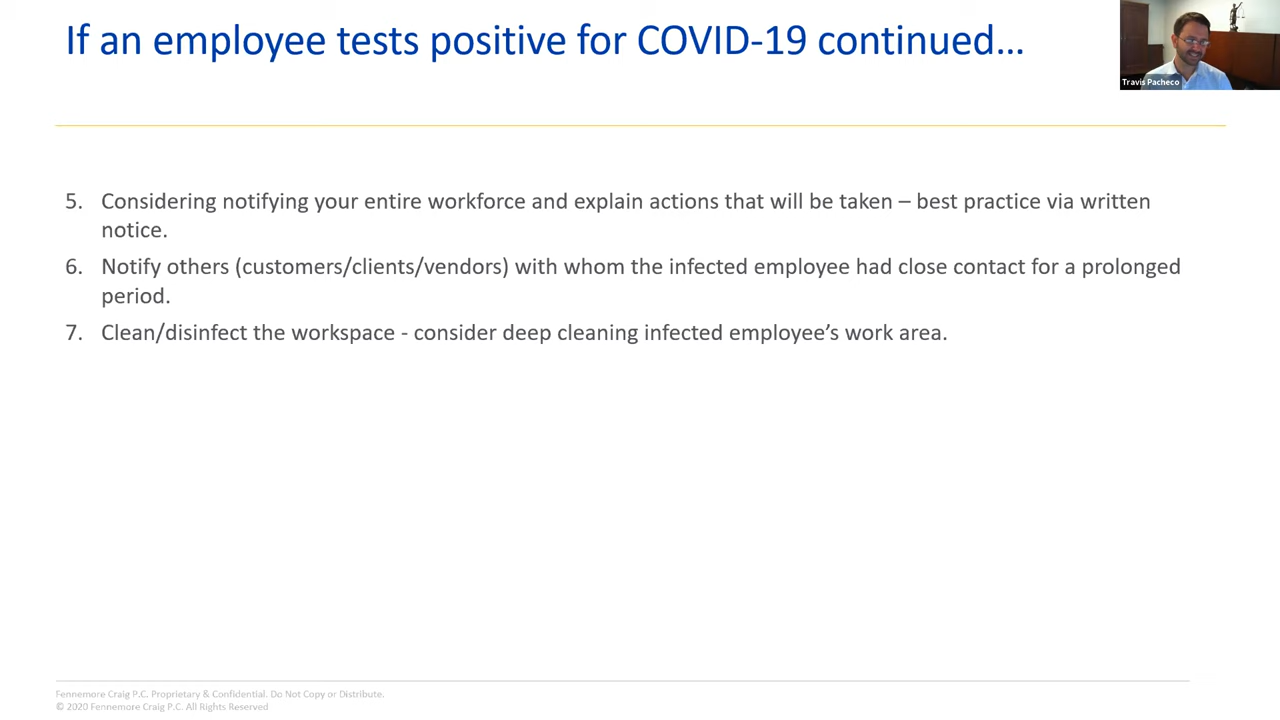 If an employee tests positive for COVID-19 continued…
Travis Pacheco
5. Considering notifying your entire workforce and explain actions that will be taken – best practice via written
notice.
6. Notify others (customers/clients/vendors) with whom the infected employee had close contact for a prolonged
period.
7. Clean/disinfect the workspace - consider deep cleaning infected employee’s work area.
Fennemore Craig P.C. Proprietary & Confidential. Do Not Copy or Distribute.
© 2020 Fennemore Craig P.C. All Rights Reserved